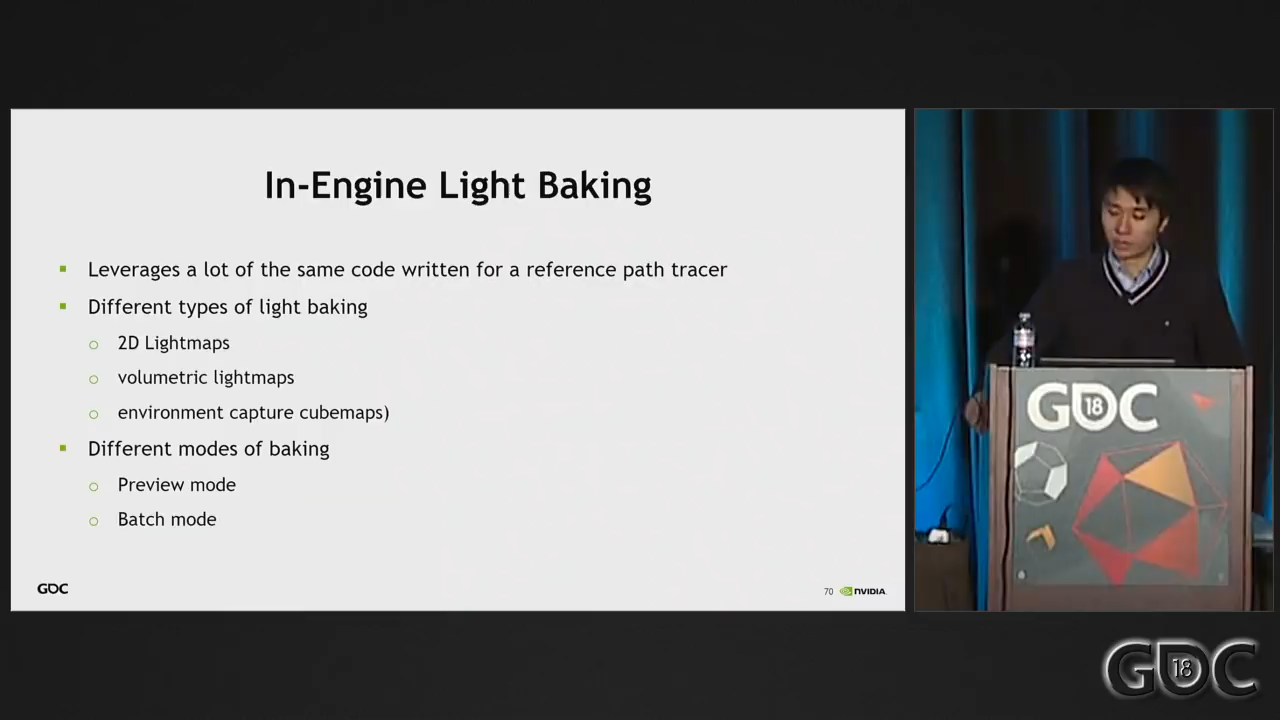 In-Engine Light Baking
▪ Leverages a lot of the same code written for a reference path tracer
▪ Different types of light baking
○ 2D Lightmaps
○ volumetric lightmaps
○ environment capture cubemaps)
▪ Different modes of baking
○ Preview mode
○ Batch mode
GDC
70 NVIDIA.
GDC
18
GDC
18